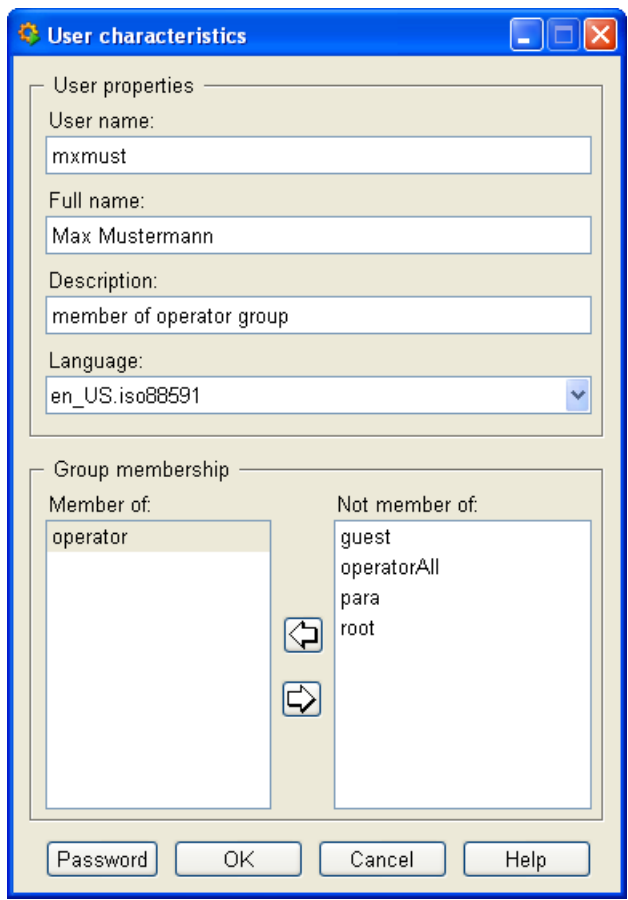 User characteristics
User properties
User name:
mxmust
Full name:
Max Mustermann
Description:
member of operator group
Language:
en_US.iso88591
Group membership
Member of:
operator
Not member of:
guest
operatorAll
para
root
Password
OK
Cancel
Help